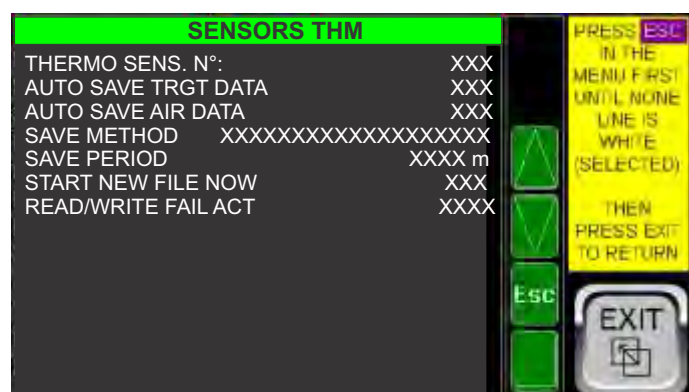 SENSORS THM
THERMO SENS. N°: XXX
AUTO SAVE TRGT DATA XXX
AUTO SAVE AIR DATA XXX
SAVE METHOD XXXXXXXXXXXXXXXXXXXX
SAVE PERIOD XXXX m
START NEW FILE NOW XXX
READ/WRITE FAIL ACT XXXX
Esc
PRESS ESC
IN THE
MENU FIRST
UNTIL NONE
LINE IS
WHITE
(SELECTED)
THEN
PRESS EXIT
TO RETURN
EXIT